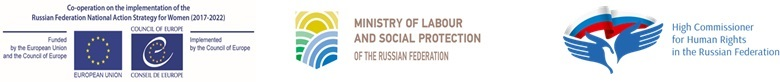 Co-operation on the implementation of the
Russian Federation National Action Strategy for Women (2017-2022)
Funded
by the European Union
and the Council of Europe
EUROPEAN UNION
COUNCIL OF EUROPE
CONSEIL DE L'EUROPE
Implemented
by the Council of Europe
MINISTRY OF LABOUR
AND SOCIAL PROTECTION
OF THE RUSSIAN FEDERATION
High Commissioner
for Human Rights
in the Russian Federation